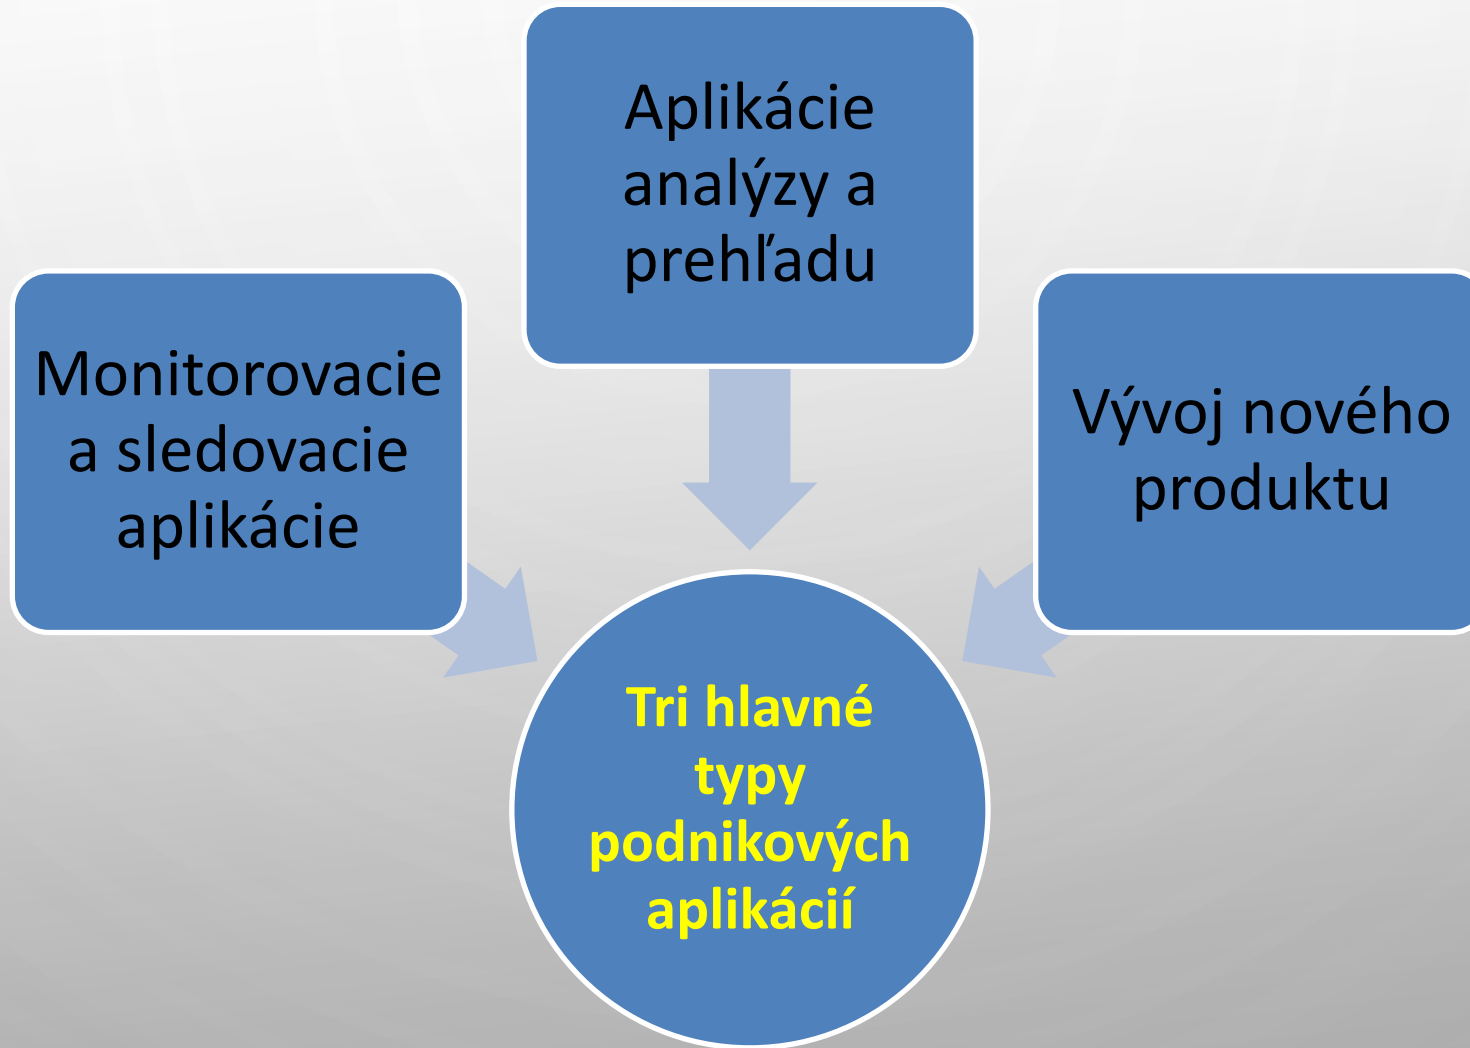 Aplikácie
analýzy a
prehľadu
Monitorovacie
a sledovacie
aplikácie
Vývoj nového
produktu
Tri hlavné
typy
podnikových
aplikácií